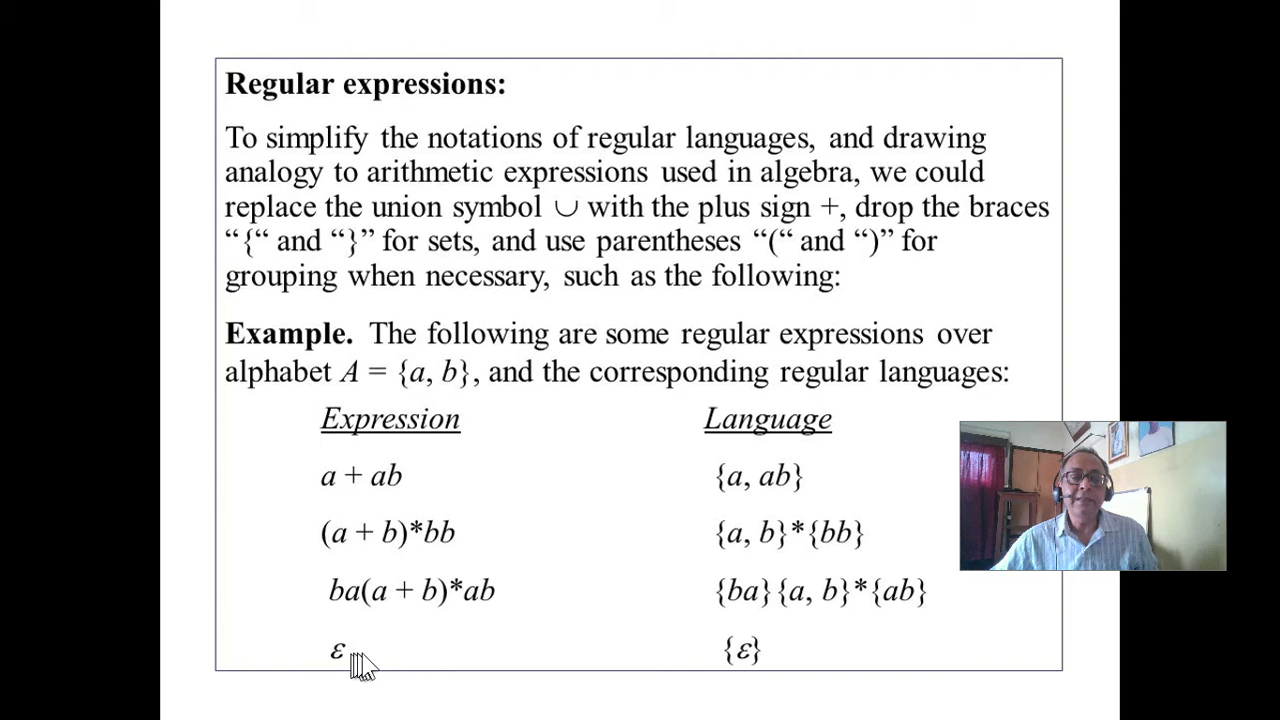 Regular expressions:
To simplify the notations of regular languages, and drawing
analogy to arithmetic expressions used in algebra, we could
replace the union symbol ∪ with the plus sign +, drop the braces
“{“ and “}” for sets, and use parentheses “(“ and “)” for
grouping when necessary, such as the following:
Example. The following are some regular expressions over
alphabet A = {a, b}, and the corresponding regular languages:
Expression Language
a + ab {a, ab}
(a + b)*bb {a, b}*{bb}
ba(a + b)*ab {ba}{a, b}*{ab}
ε {ε}